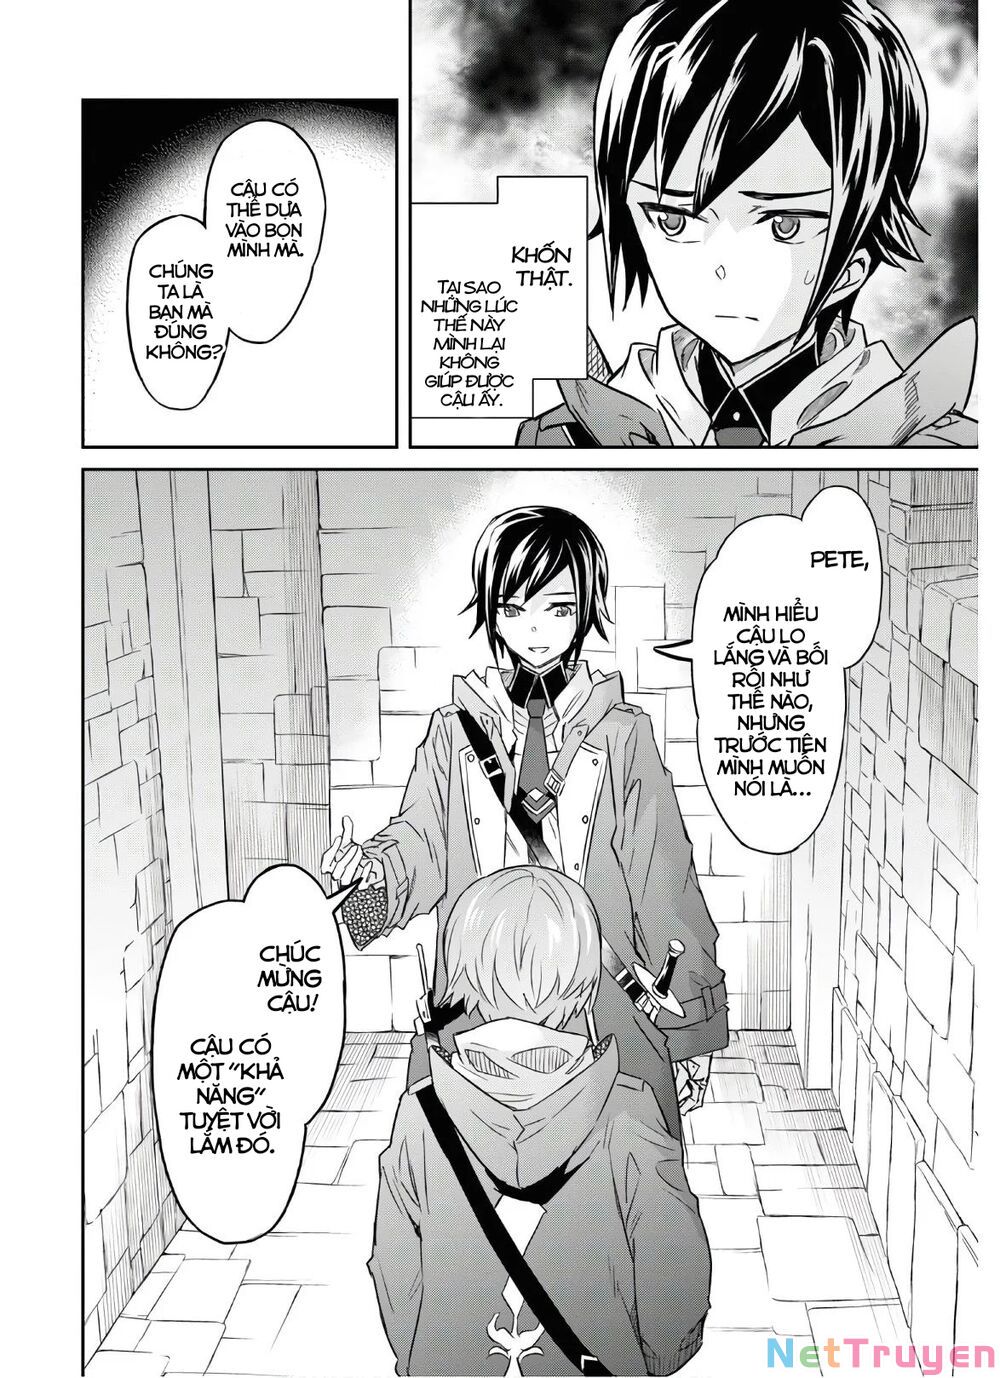 KHỐN
THẬT.
TẠI SAO
NHỮNG LÚC
THẾ NÀY
MÌNH LẠI
KHÔNG
GIÚP ĐƯỢC
CẬU ẤY.
CẬU CÓ
THỂ DỰA
VÀO BỌN
MÌNH MÀ.
CHÚNG
TA LÀ
BẠN MÀ
ĐÚNG
KHÔNG?
PETE,
MÌNH HIỂU
CẬU LO
LẮNG VÀ BỐI
RỐI NHƯ
THẾ NÀO,
NHƯNG
TRƯỚC TIÊN
MÌNH MUỐN
NÓI LÀ...
CHÚC
MỪNG
CẬU!
CẬU CÓ
MỘT "KHẢ
NĂNG"
TUYỆT VỜI
LẮM ĐÓ.
NetTruyen